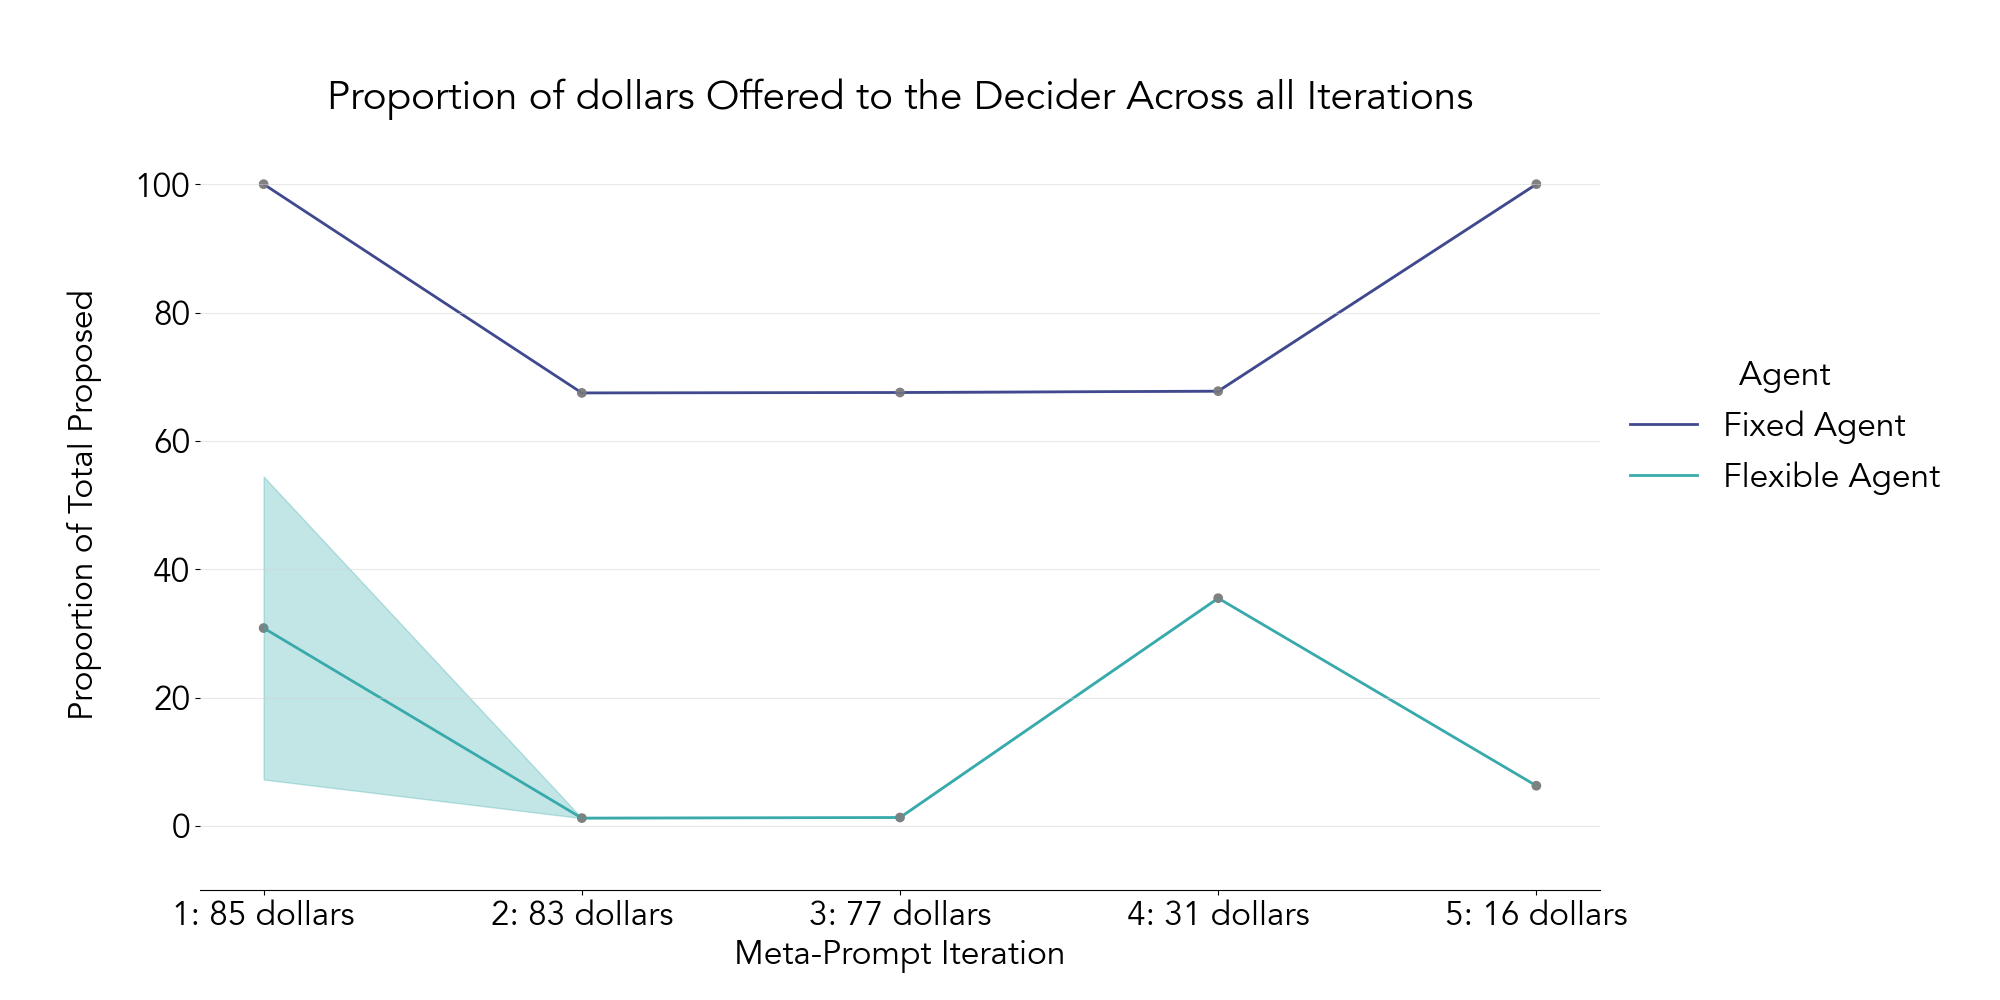 Proportion of dollars Offered to the Decider Across all Iterations
100
80
60
40
20
0
Proportion of Total Proposed
1: 85 dollars
2: 83 dollars
3: 77 dollars
4: 31 dollars
5: 16 dollars
Meta-Prompt Iteration
Agent
Fixed Agent
Flexible Agent